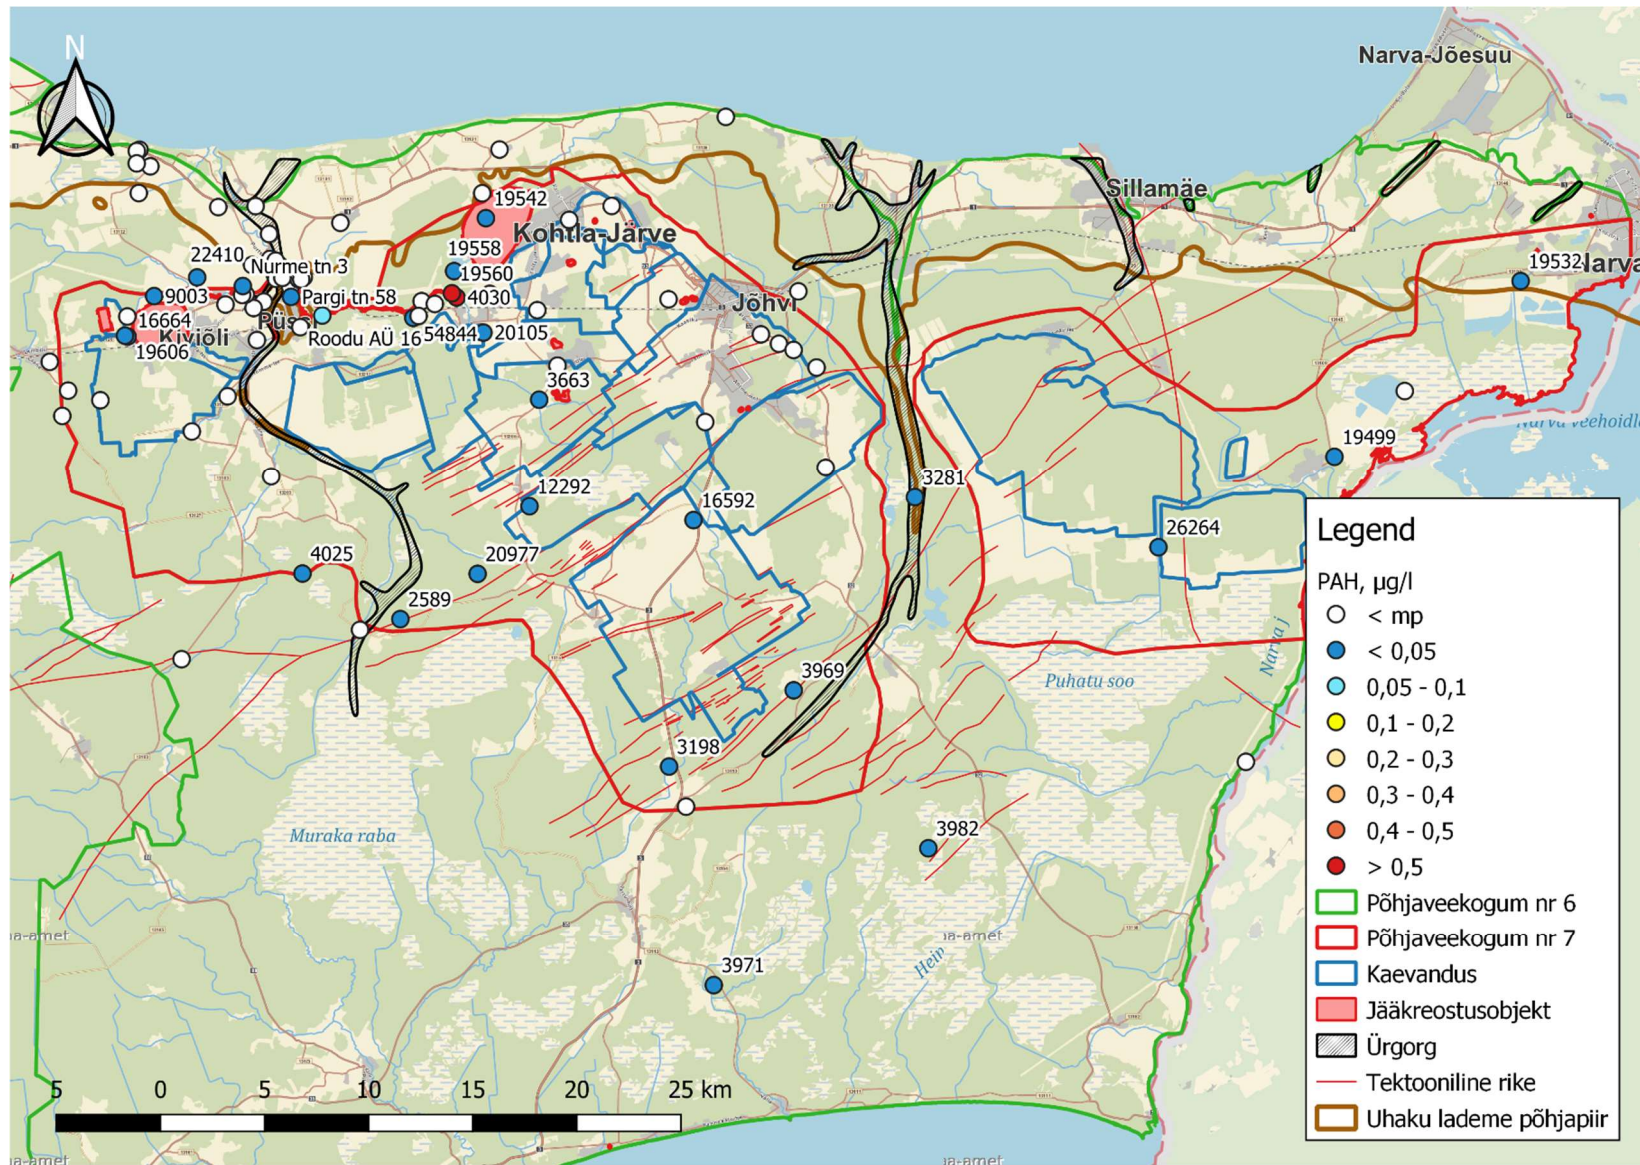 N
Narva-Jõesuu
Sillamäe
19542
Kohtla-Järve
19558
22410
Nurme tn 3
19560
19532
Narva
9003
Pargi tn 58
4030
Jõhvi
16664
Püssi
Kiviõli
Roodu AÜ 16
54844
20105
19606
3663
Narva veehoidla
19499
12292
3281
16592
26264
4025
20977
2589
Narva j
3969
Puhatu soo
3198
Muraka raba
3982
3971
5 0 5 10 15 20 25 km
Legend
PAH, µg/l
< mp
< 0,05
0,05 - 0,1
0,1 - 0,2
0,2 - 0,3
0,3 - 0,4
0,4 - 0,5
> 0,5
Põhjaveekogum nr 6
Põhjaveekogum nr 7
Kaevandus
Jääkreostusobjekt
Ürgorg
Tektooniline rike
Uhaku lademe põhjapiir